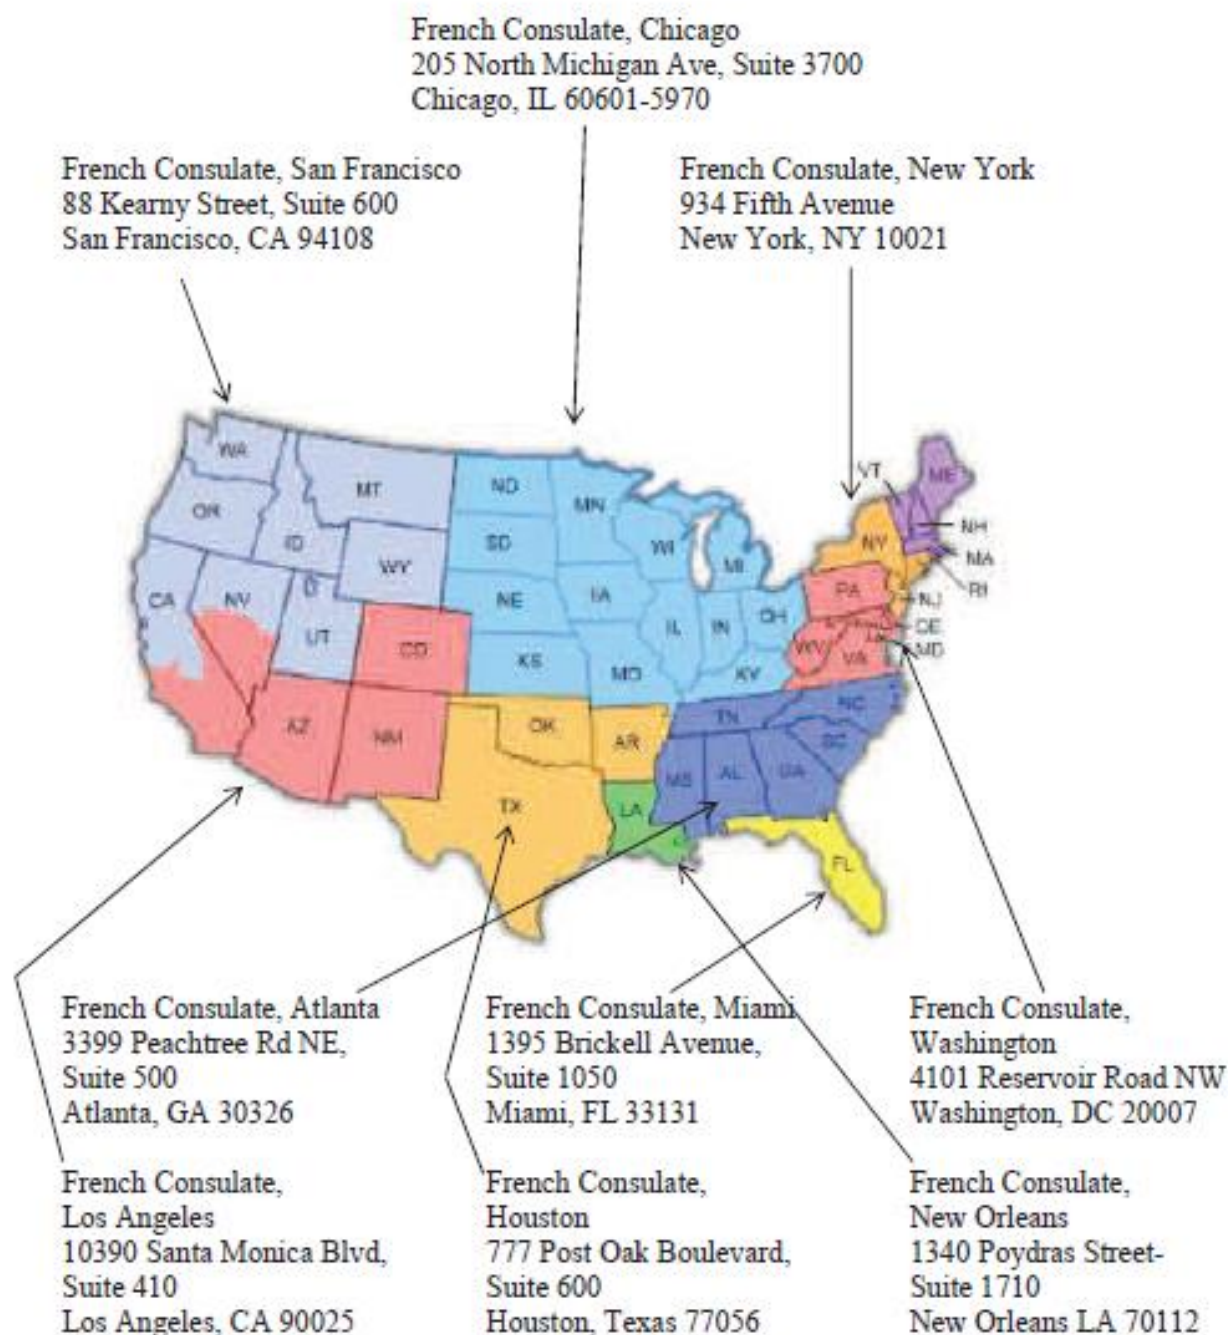 French Consulate, Chicago
205 North Michigan Ave, Suite 3700
Chicago, IL 60601-5970
French Consulate, San Francisco
88 Kearny Street, Suite 600
San Francisco, CA 94108
French Consulate, New York
934 Fifth Avenue
New York, NY 10021
WA
MT
ND
MN
VT
ME
OR
ID
SD
WI
MI
NY
NH
MA
RI
WY
NE
IA
PA
NJ
CA
NV
UT
CO
KS
MO
IL
IN
OH
KY
WV
VA
DE
MD
AZ
NM
OK
AR
TN
NC
SC
TX
LA
MS
AL
GA
FL
French Consulate, Atlanta
3399 Peachtree Rd NE,
Suite 500
Atlanta, GA 30326
French Consulate, Miami
1395 Brickell Avenue,
Suite 1050
Miami, FL 33131
French Consulate,
Washington
4101 Reservoir Road NW
Washington, DC 20007
French Consulate,
Los Angeles
10390 Santa Monica Blvd,
Suite 410
Los Angeles, CA 90025
French Consulate,
Houston
777 Post Oak Boulevard,
Suite 600
Houston, Texas 77056
French Consulate,
New Orleans
1340 Poydras Street-
Suite 1710
New Orleans LA 70112